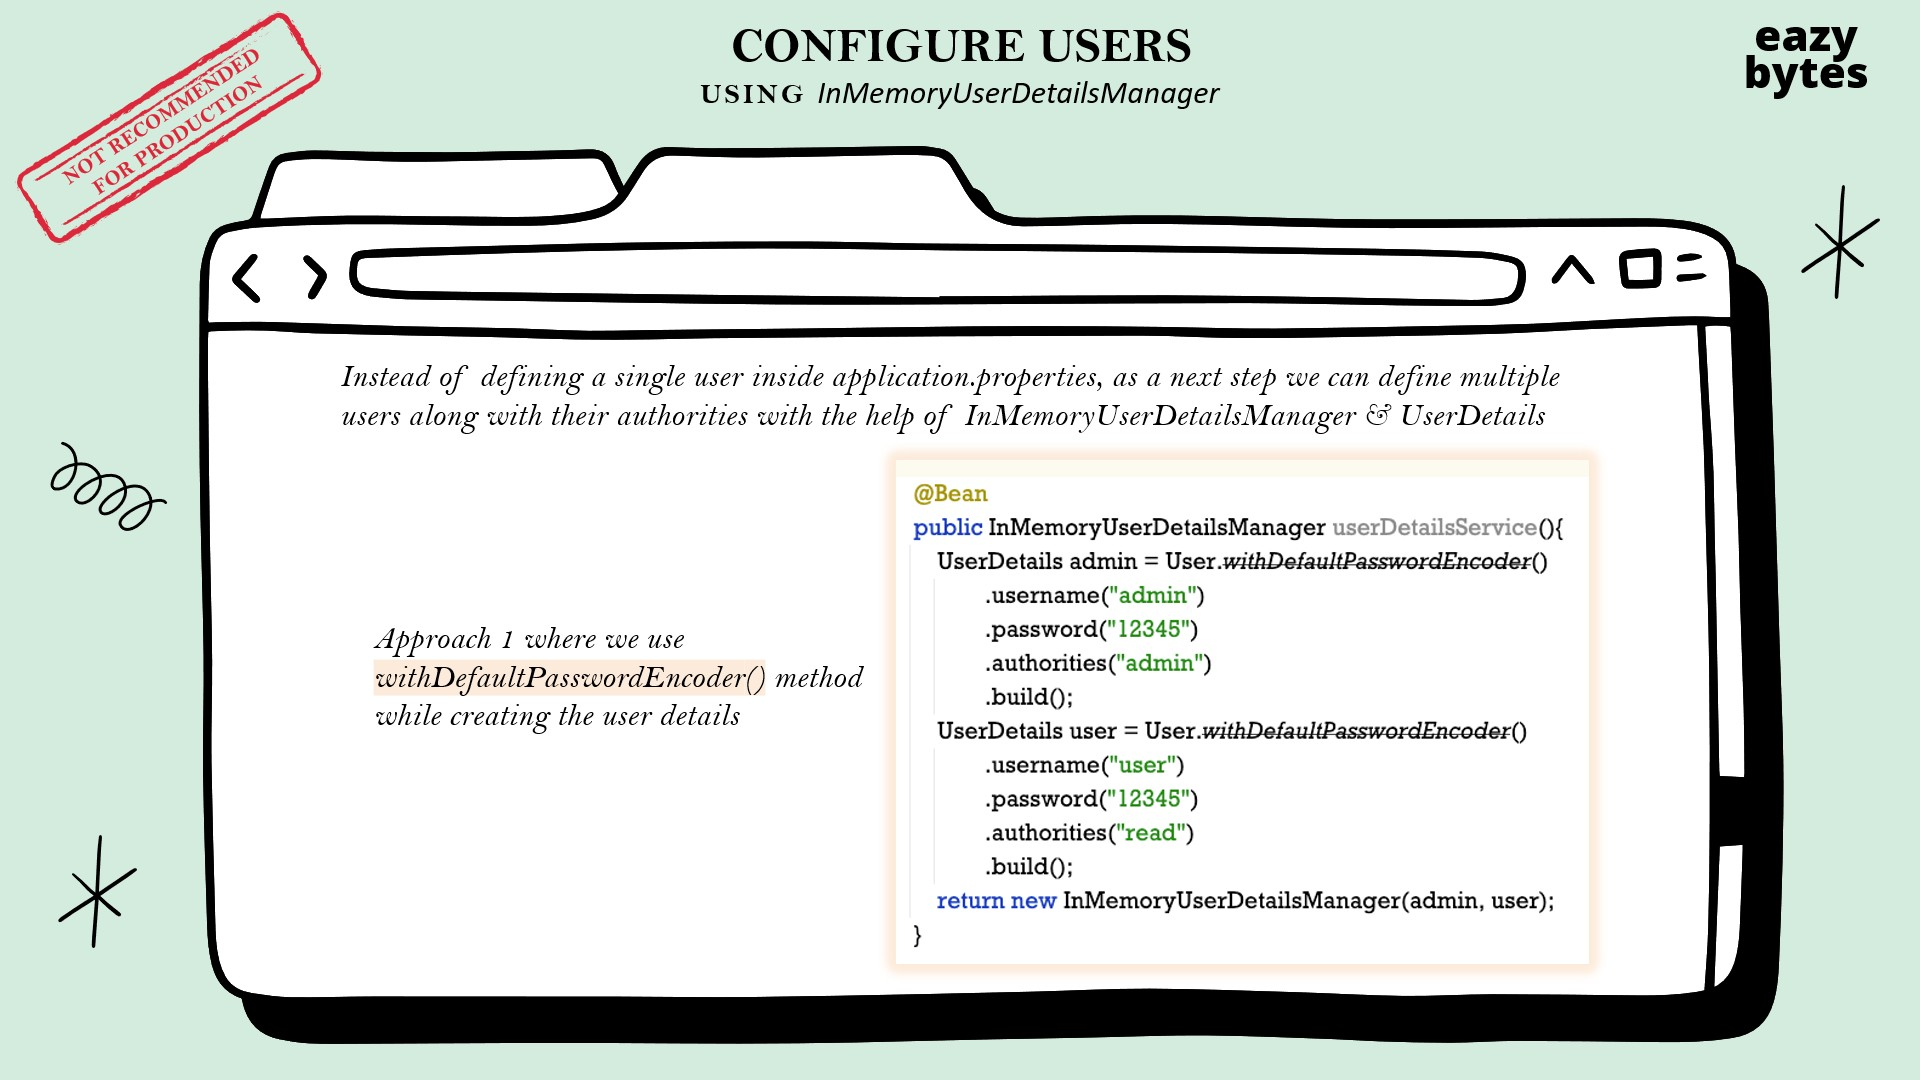 NOT RECOMMENDED
FOR PRODUCTION
CONFIGURE USERS
USING InMemoryUserDetailsManager
eazy
bytes
Instead of defining a single user inside application.properties, as a next step we can define multiple
users along with their authorities with the help of InMemoryUserDetailsManager & UserDetails
Approach 1 where we use
withDefaultPasswordEncoder() method
while creating the user details
@Bean
public InMemoryUserDetailsManager userDetailsService(){
UserDetails admin = User.withDefaultPasswordEncoder()
.username("admin")
.password("12345")
.authorities("admin")
.build();
UserDetails user = User.withDefaultPasswordEncoder()
.username("user")
.password("12345")
.authorities("read")
.build();
return new InMemoryUserDetailsManager(admin, user);
}